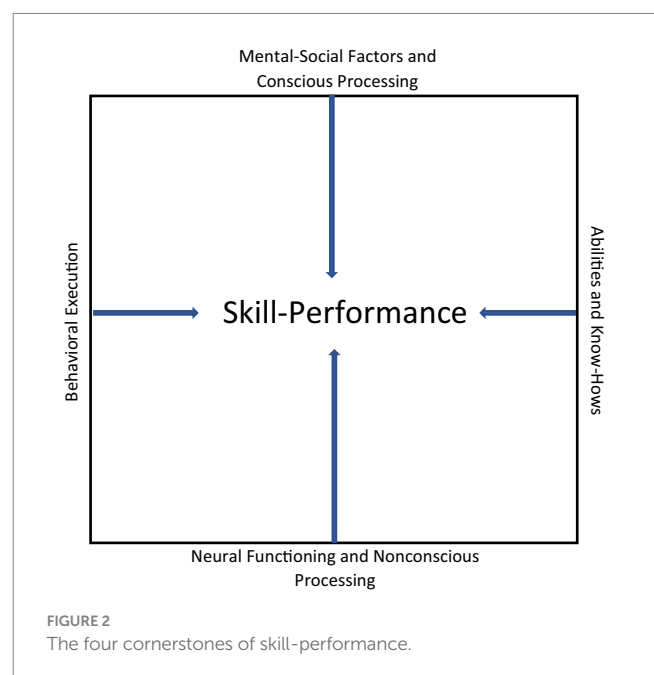 Mental-Social Factors and
Conscious Processing
Behavioral Execution
Skill-Performance
Abilities and Know-Hows
Neural Functioning and Nonconscious
Processing
FIGURE 2
The four cornerstones of skill-performance.